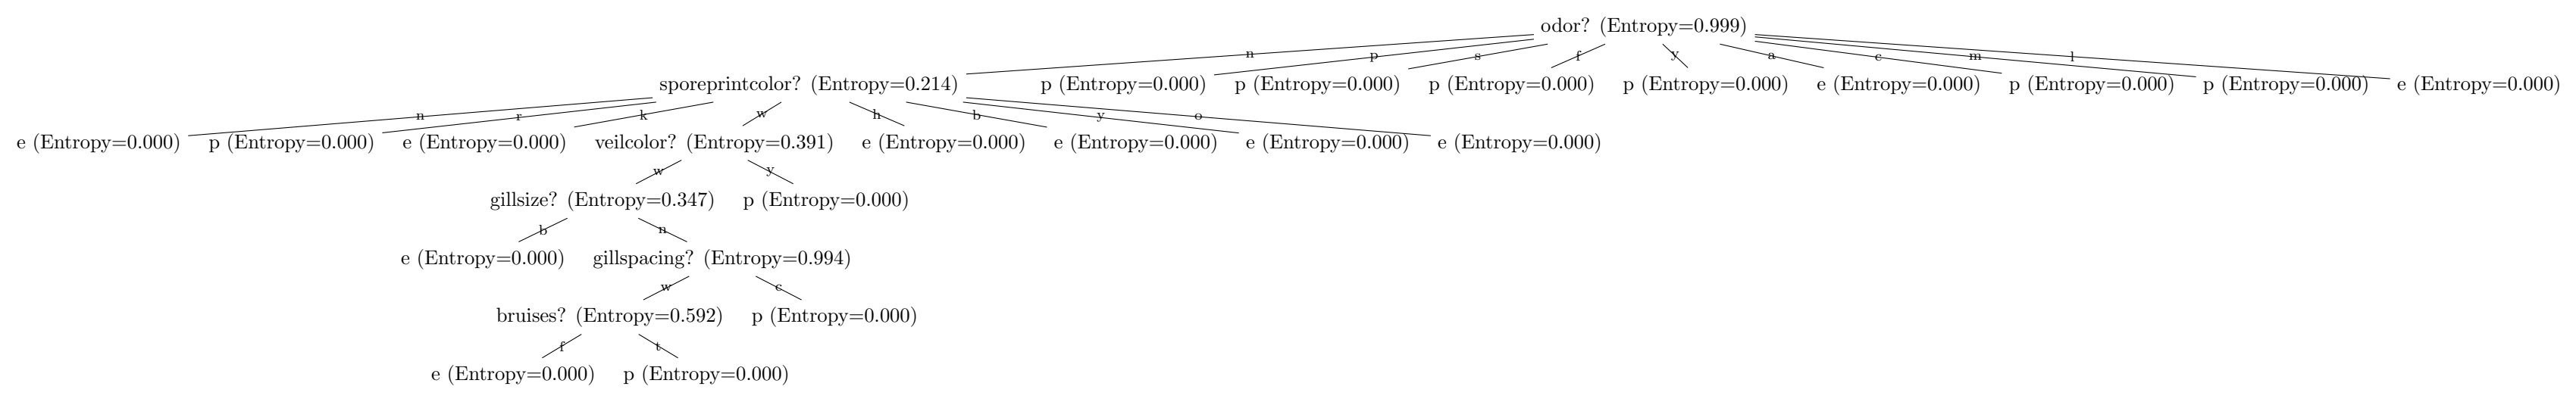 odor? (Entropy=0.999)
n p s f y a c m l
sporeprintcolor? (Entropy=0.214) p (Entropy=0.000) p (Entropy=0.000) p (Entropy=0.000) p (Entropy=0.000) e (Entropy=0.000) p (Entropy=0.000) p (Entropy=0.000) e (Entropy=0.000)
n r k w h b y o
e (Entropy=0.000) p (Entropy=0.000) e (Entropy=0.000) veilcolor? (Entropy=0.391) e (Entropy=0.000) e (Entropy=0.000) e (Entropy=0.000) e (Entropy=0.000)
w y
gillsize? (Entropy=0.347) p (Entropy=0.000)
b n
e (Entropy=0.000) gillspacing? (Entropy=0.994)
w c
bruises? (Entropy=0.592) p (Entropy=0.000)
f t
e (Entropy=0.000) p (Entropy=0.000)